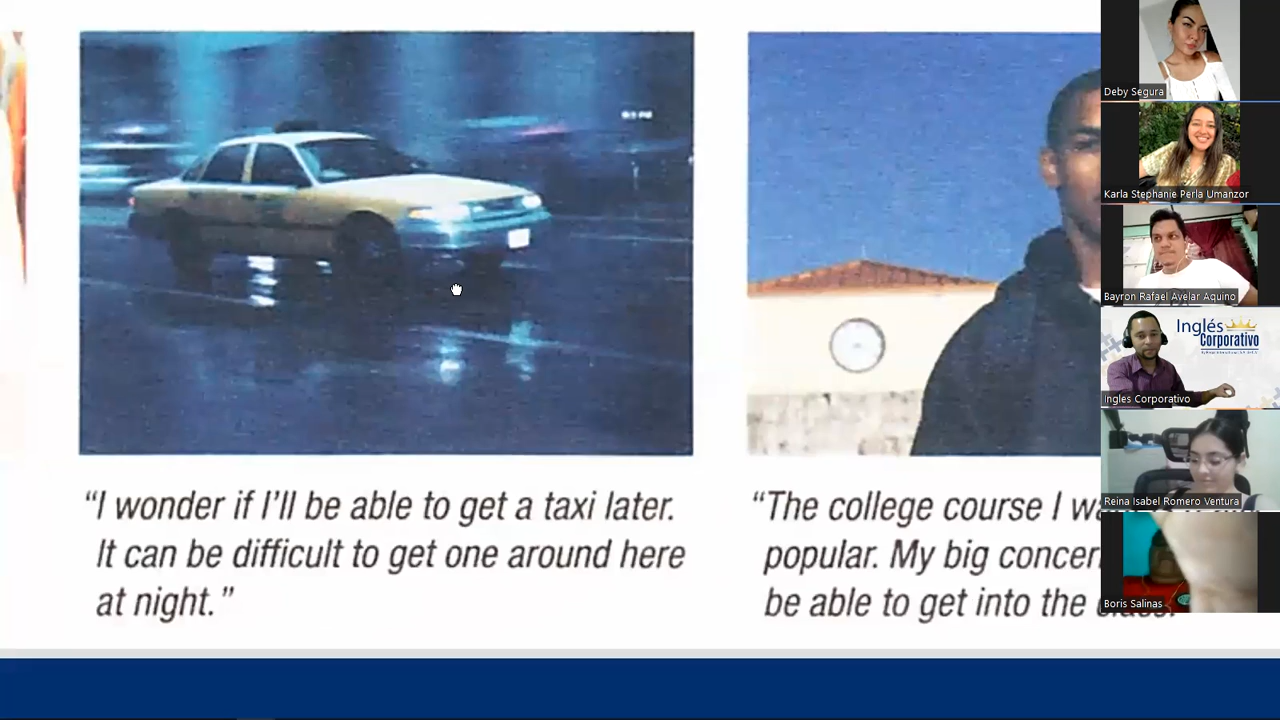 “I wonder if I’ll be able to get a taxi later.
It can be difficult to get one around here
at night.”
“The college course I
popular. My big concer
be able to get into the
Deby Segura
Karla Stephanie Perla Umanzor
Bayron Rafael Avelar Aquino
Inglés
Corporativo
Ingles Corporativo
Reina Isabel Romero Ventura
Boris Salinas